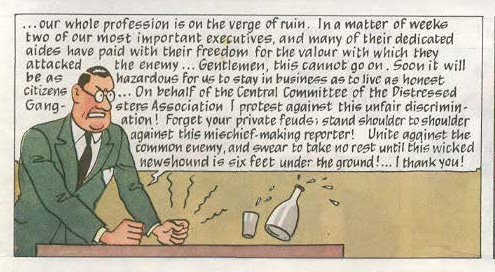 ...our whole profession is on the verge of ruin. In a matter of weeks
two of our most important executives, and many of their dedicated
aides have paid with their freedom for the valour with which they
attacked the enemy... Gentlemen, this cannot go on. Soon it will
be as hazardous for us to stay in business as to live as honest
citizens ... On behalf of the Central Committee of the Distressed
Gang- sters Association I protest against this unfair discrimin-
ation! Forget your private feuds; stand shoulder to shoulder
against this mischief-making reporter! Unite against the
common enemy, and swear to take no rest until this wicked
newshound is six feet under the ground!... I thank you!